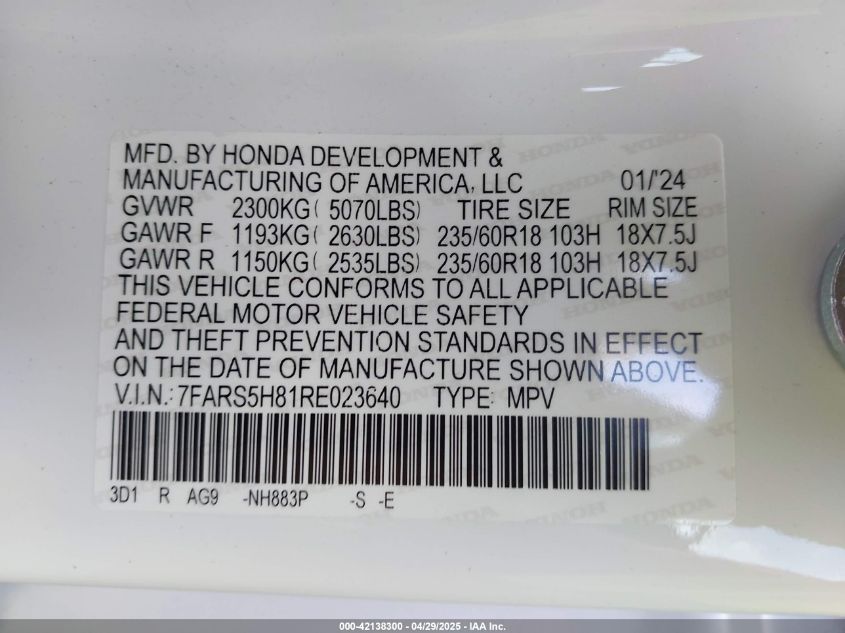 MFD. BY HONDA DEVELOPMENT &
MANUFACTURING OF AMERICA, LLC 01/'24
GVWR 2300KG( 5070LBS) TIRE SIZE RIM SIZE
GAWR F 1193KG( 2630LBS) 235/60R18 103H 18X7.5J
GAWR R 1150KG( 2535LBS) 235/60R18 103H 18X7.5J
THIS VEHICLE CONFORMS TO ALL APPLICABLE
FEDERAL MOTOR VEHICLE SAFETY
AND THEFT PREVENTION STANDARDS IN EFFECT
ON THE DATE OF MANUFACTURE SHOWN ABOVE.
V.I.N.: 7FARS5H81RE023640 TYPE: MPV
3D1 R AG9 -NH883P -S -E
000-42138300 - 04/29/2025 - IAA Inc.